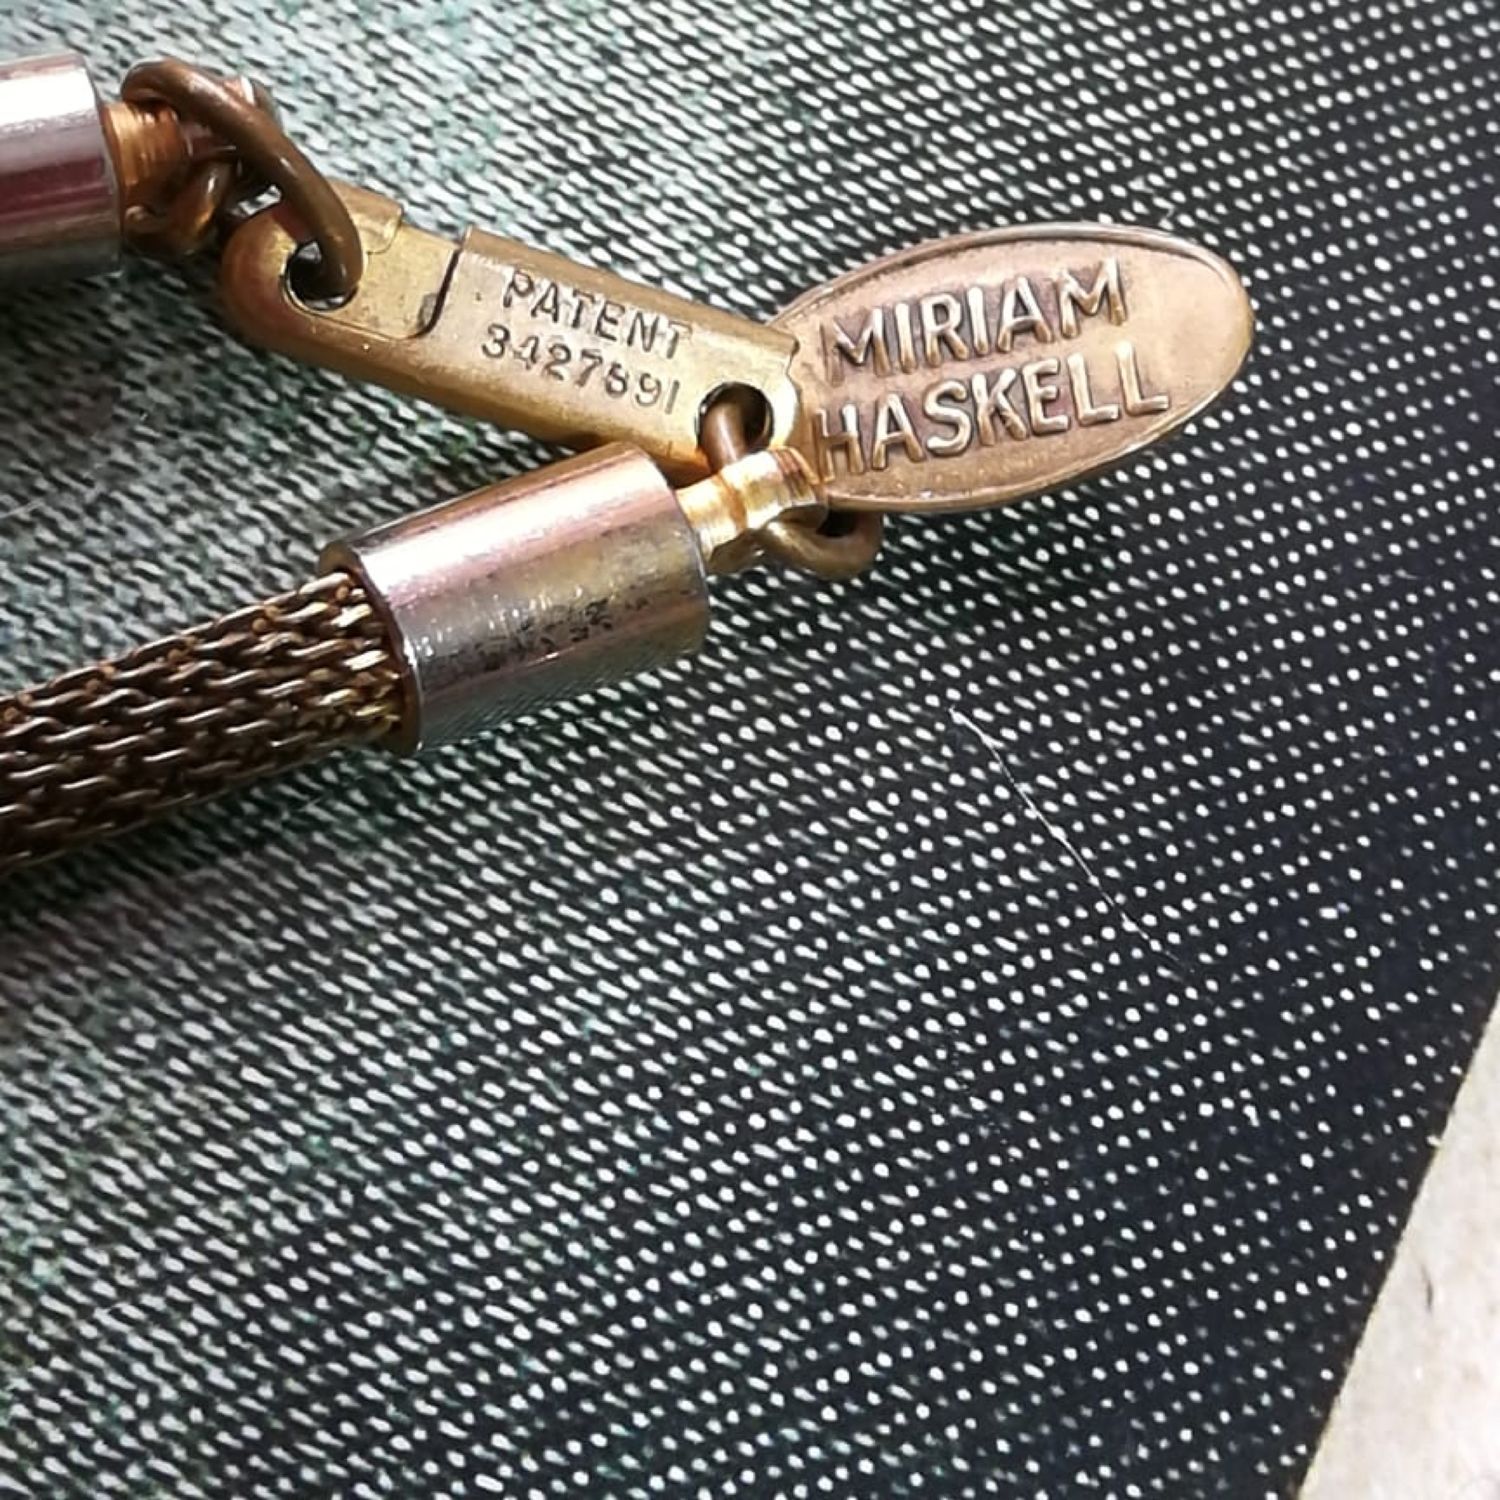 PATENT
3427691
MIRIAM
HASKELL